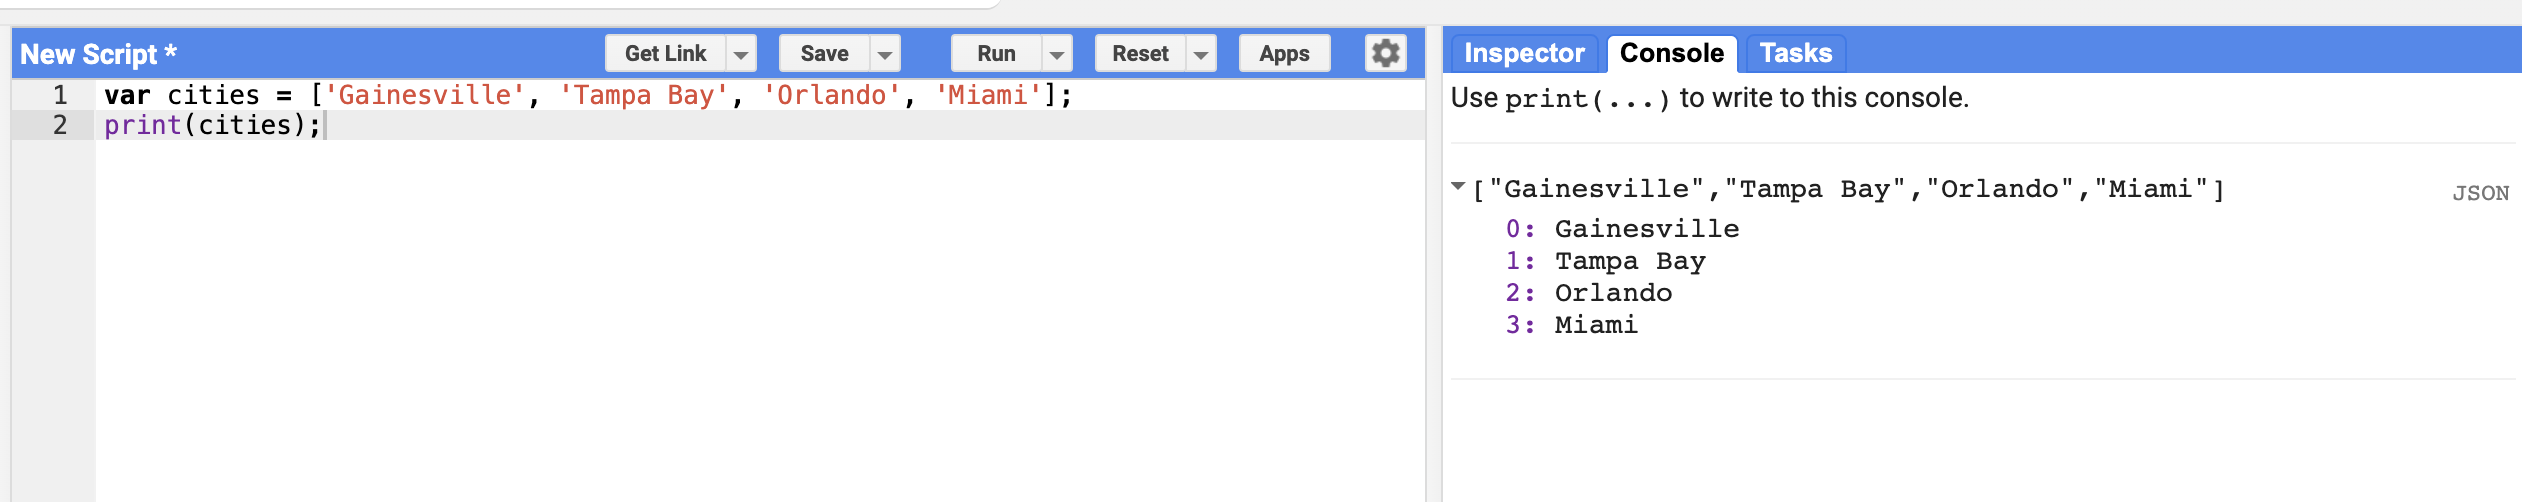 New Script * Get Link Save Run Reset Apps
1 var cities = ['Gainesville', 'Tampa Bay', 'Orlando', 'Miami'];
2 print(cities);
Inspector Console Tasks
Use print(...) to write to this console.
["Gainesville","Tampa Bay","Orlando","Miami"] JSON
0: Gainesville
1: Tampa Bay
2: Orlando
3: Miami